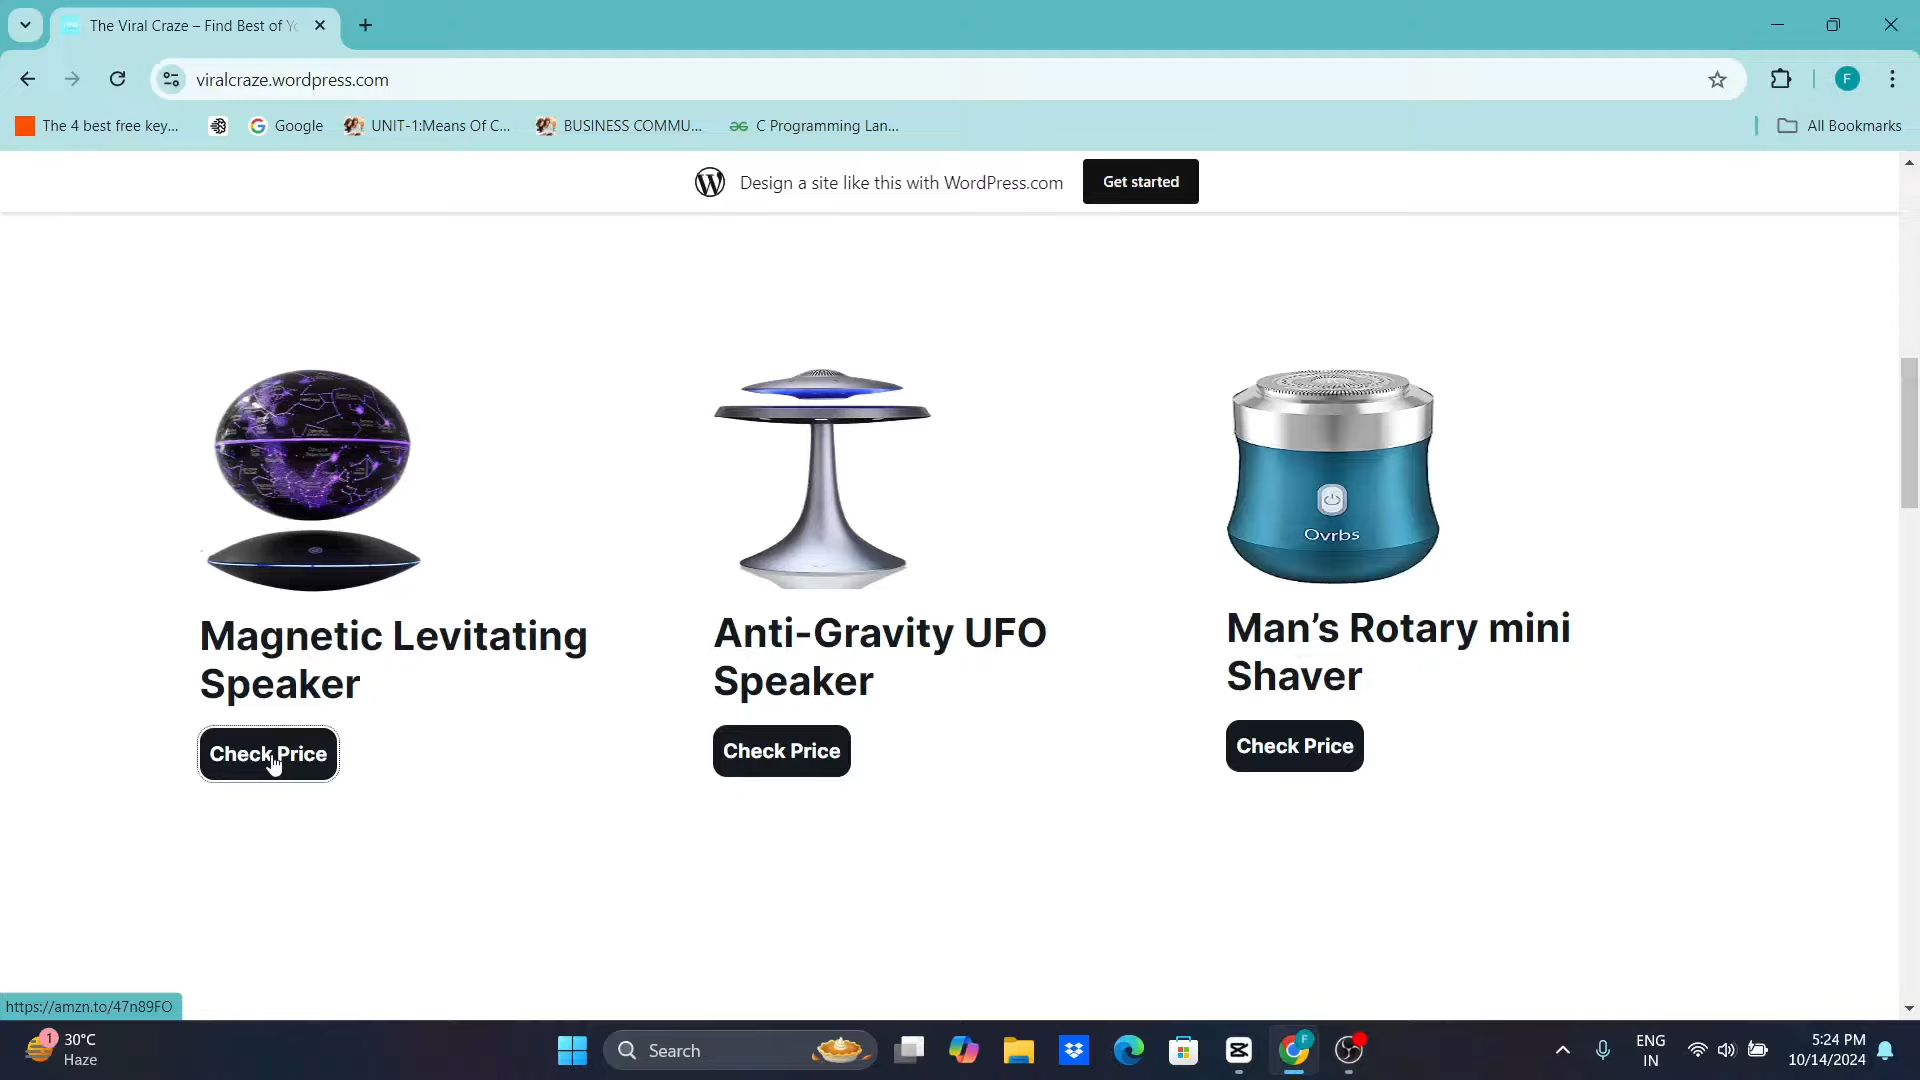 The Viral Craze – Find Best of Yo
viralcraze.wordpress.com
F
The 4 best free key...
Google
UNIT-1:Means Of C...
BUSINESS COMMU...
C Programming Lan...
All Bookmarks
Design a site like this with WordPress.com
Get started
Ovrbs
Magnetic Levitating
Speaker
Check Price
Anti-Gravity UFO
Speaker
Check Price
Man's Rotary mini
Shaver
Check Price
https://amzn.to/47n89FO
1
30°C
Haze
Search
F
ENG
IN
5:24 PM
10/14/2024